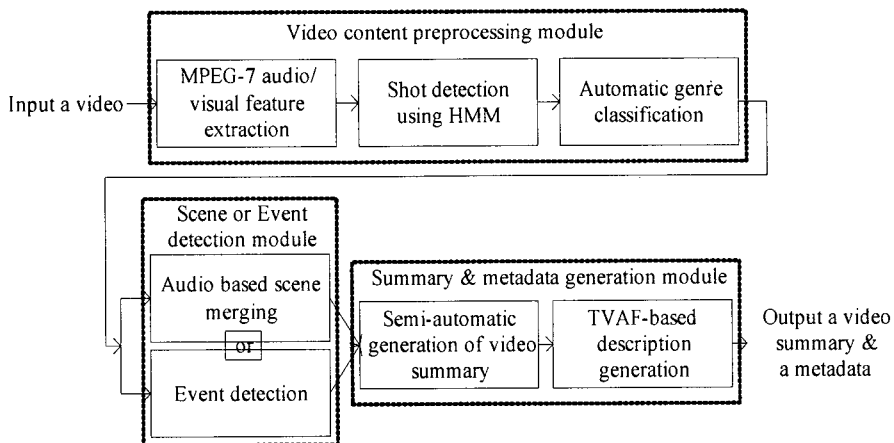 Video content preprocessing module
Input a video
MPEG-7 audio/
visual feature
extraction
Shot detection
using HMM
Automatic genre
classification
Scene or Event
detection module
Audio based scene
merging
or
Event detection
Summary & metadata generation module
Semi-automatic
generation of video
summary
TVAF-based
description
generation
Output a video
summary &
a metadata